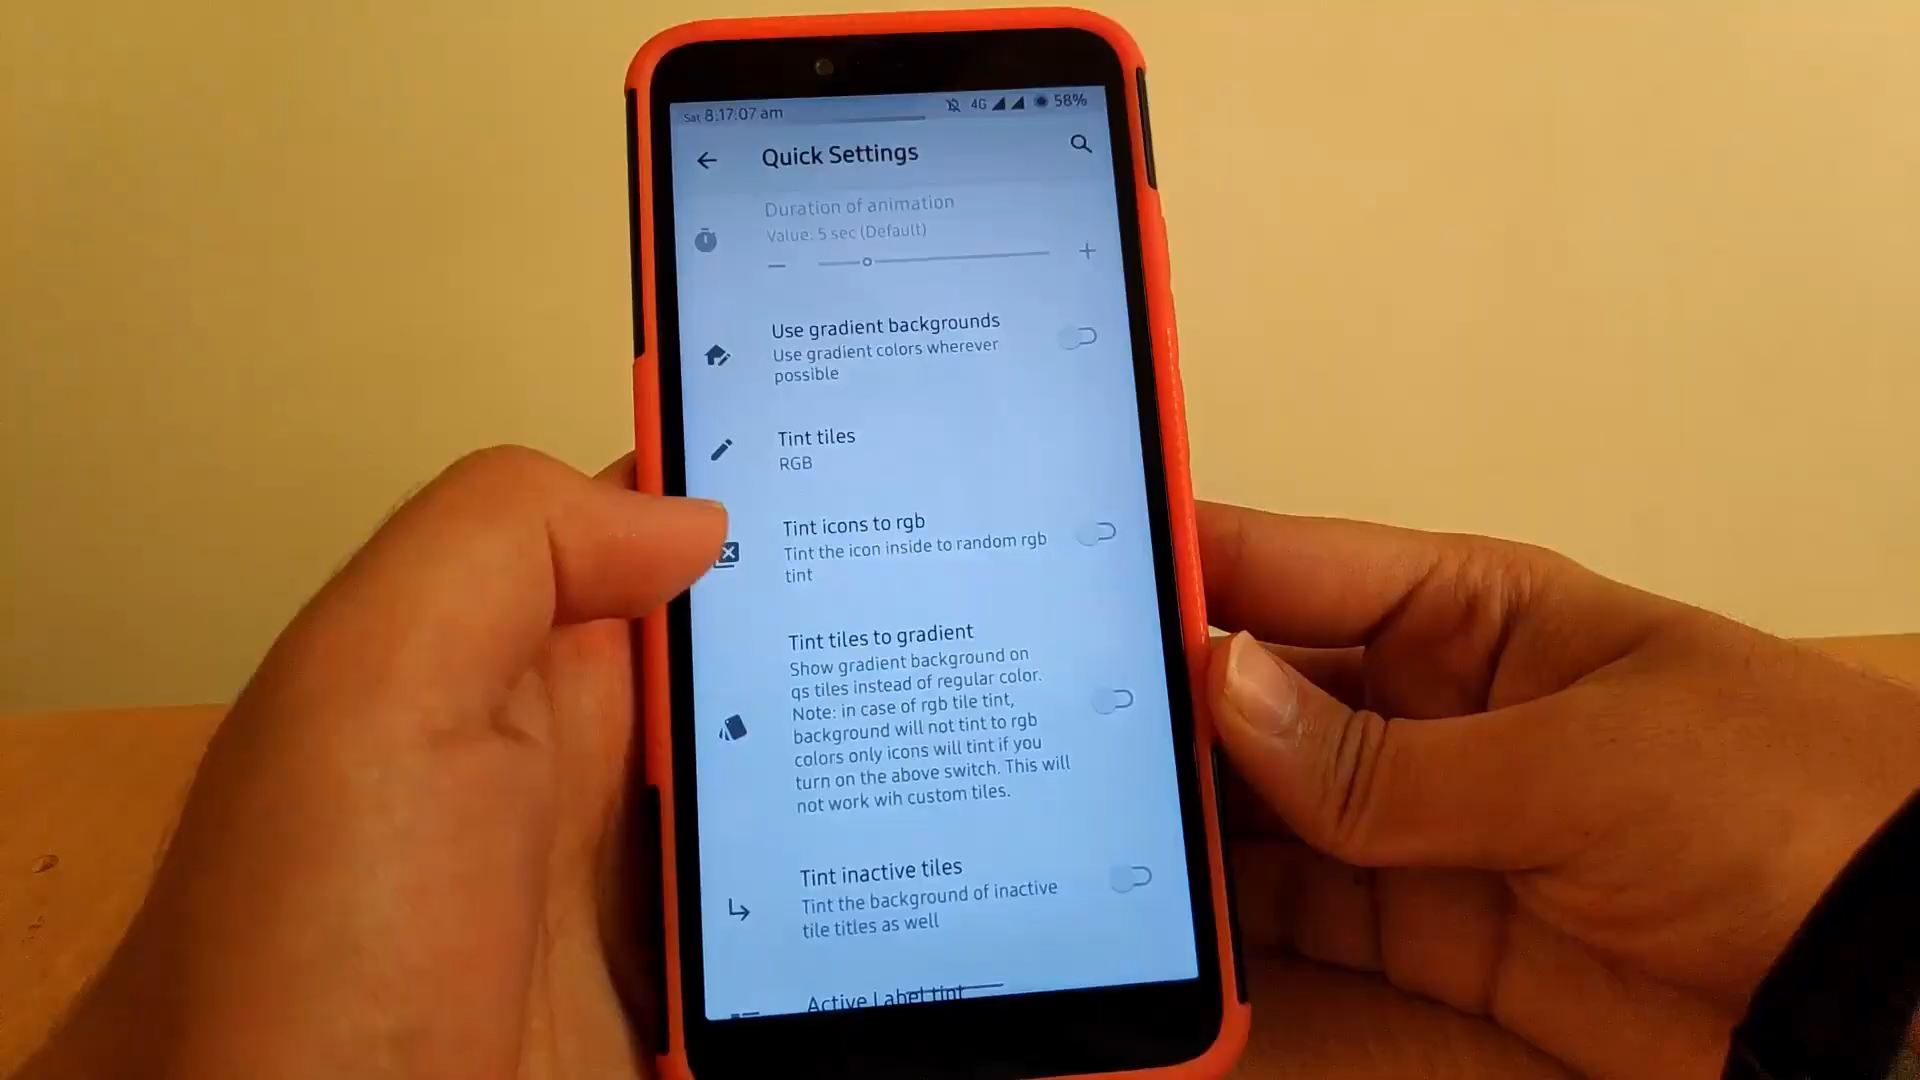 Sat 8:17:07 am 4G 58%
Quick Settings
Duration of animation
Value: 5 sec (Default)
Use gradient backgrounds
Use gradient colors wherever
possible
Tint tiles
RGB
Tint icons to rgb
Tint the icon inside to random rgb
tint
Tint tiles to gradient
Show gradient background on
qs tiles instead of regular color.
Note: in case of rgb tile tint,
background will not tint to rgb
colors only icons will tint if you
turn on the above switch. This will
not work wih custom tiles.
Tint inactive tiles
Tint the background of inactive
tile titles as well
Active Label tint